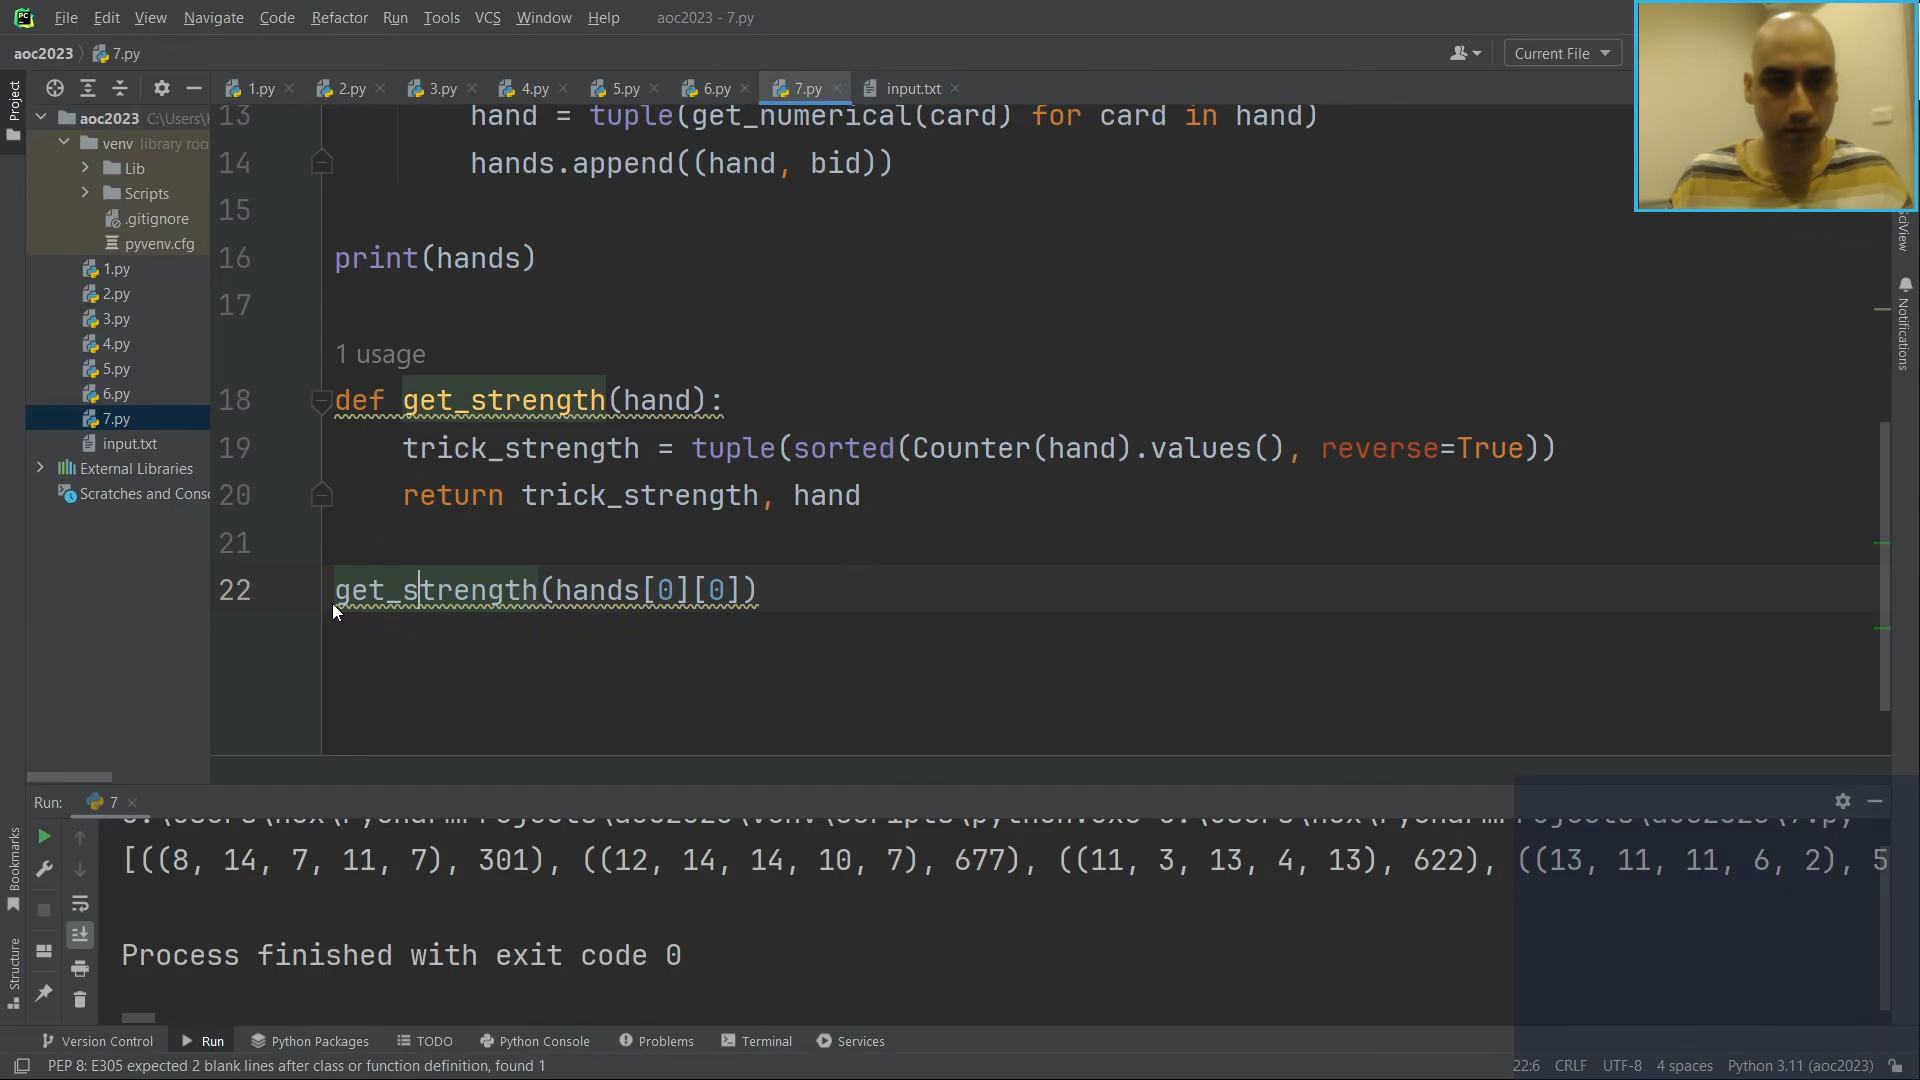 File Edit View Navigate Code Refactor Run Tools VCS Window Help aoc2023 - 7.py
aoc2023 7.py Current File
1.py 2.py 3.py 4.py 5.py 6.py 7.py input.txt
Project
aoc2023 C:\Users\
venv library roo
Lib
Scripts
.gitignore
pyvenv.cfg
1.py
2.py
3.py
4.py
5.py
6.py
7.py
input.txt
External Libraries
Scratches and Conso
13 hand = tuple(get_numerical(card) for card in hand)
14 hands.append((hand, bid))
15
16 print(hands)
17
1 usage
18 def get_strength(hand):
19 trick_strength = tuple(sorted(Counter(hand).values(), reverse=True))
20 return trick_strength, hand
21
22 get_strength(hands[0][0])
SciView
Notifications
Run: 7
[((8, 14, 7, 11, 7), 301), ((12, 14, 14, 10, 7), 677), ((11, 3, 13, 4, 13), 622), ((13, 11, 11, 6, 2), 5
Process finished with exit code 0
Bookmarks
Structure
Version Control Run Python Packages TODO Python Console Problems Terminal Services
PEP 8: E305 expected 2 blank lines after class or function definition, found 1 22:6 CRLF UTF-8 4 spaces Python 3.11 (aoc2023)